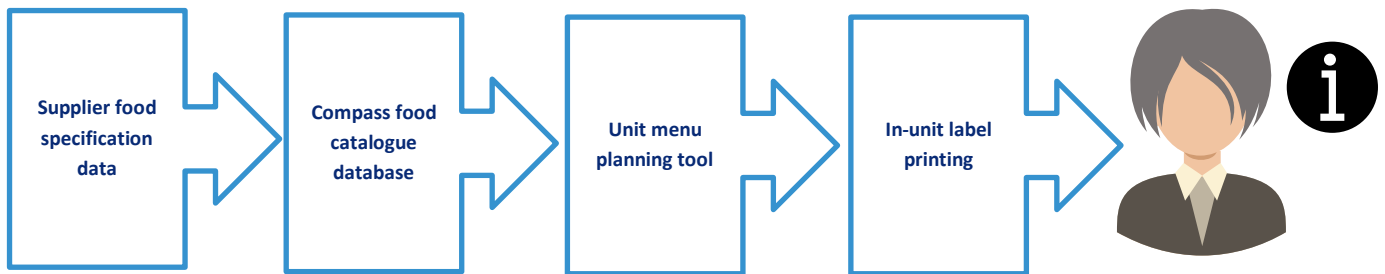 Supplier food
specification
data
Compass food
catalogue
database
Unit menu
planning tool
In-unit label
printing
i